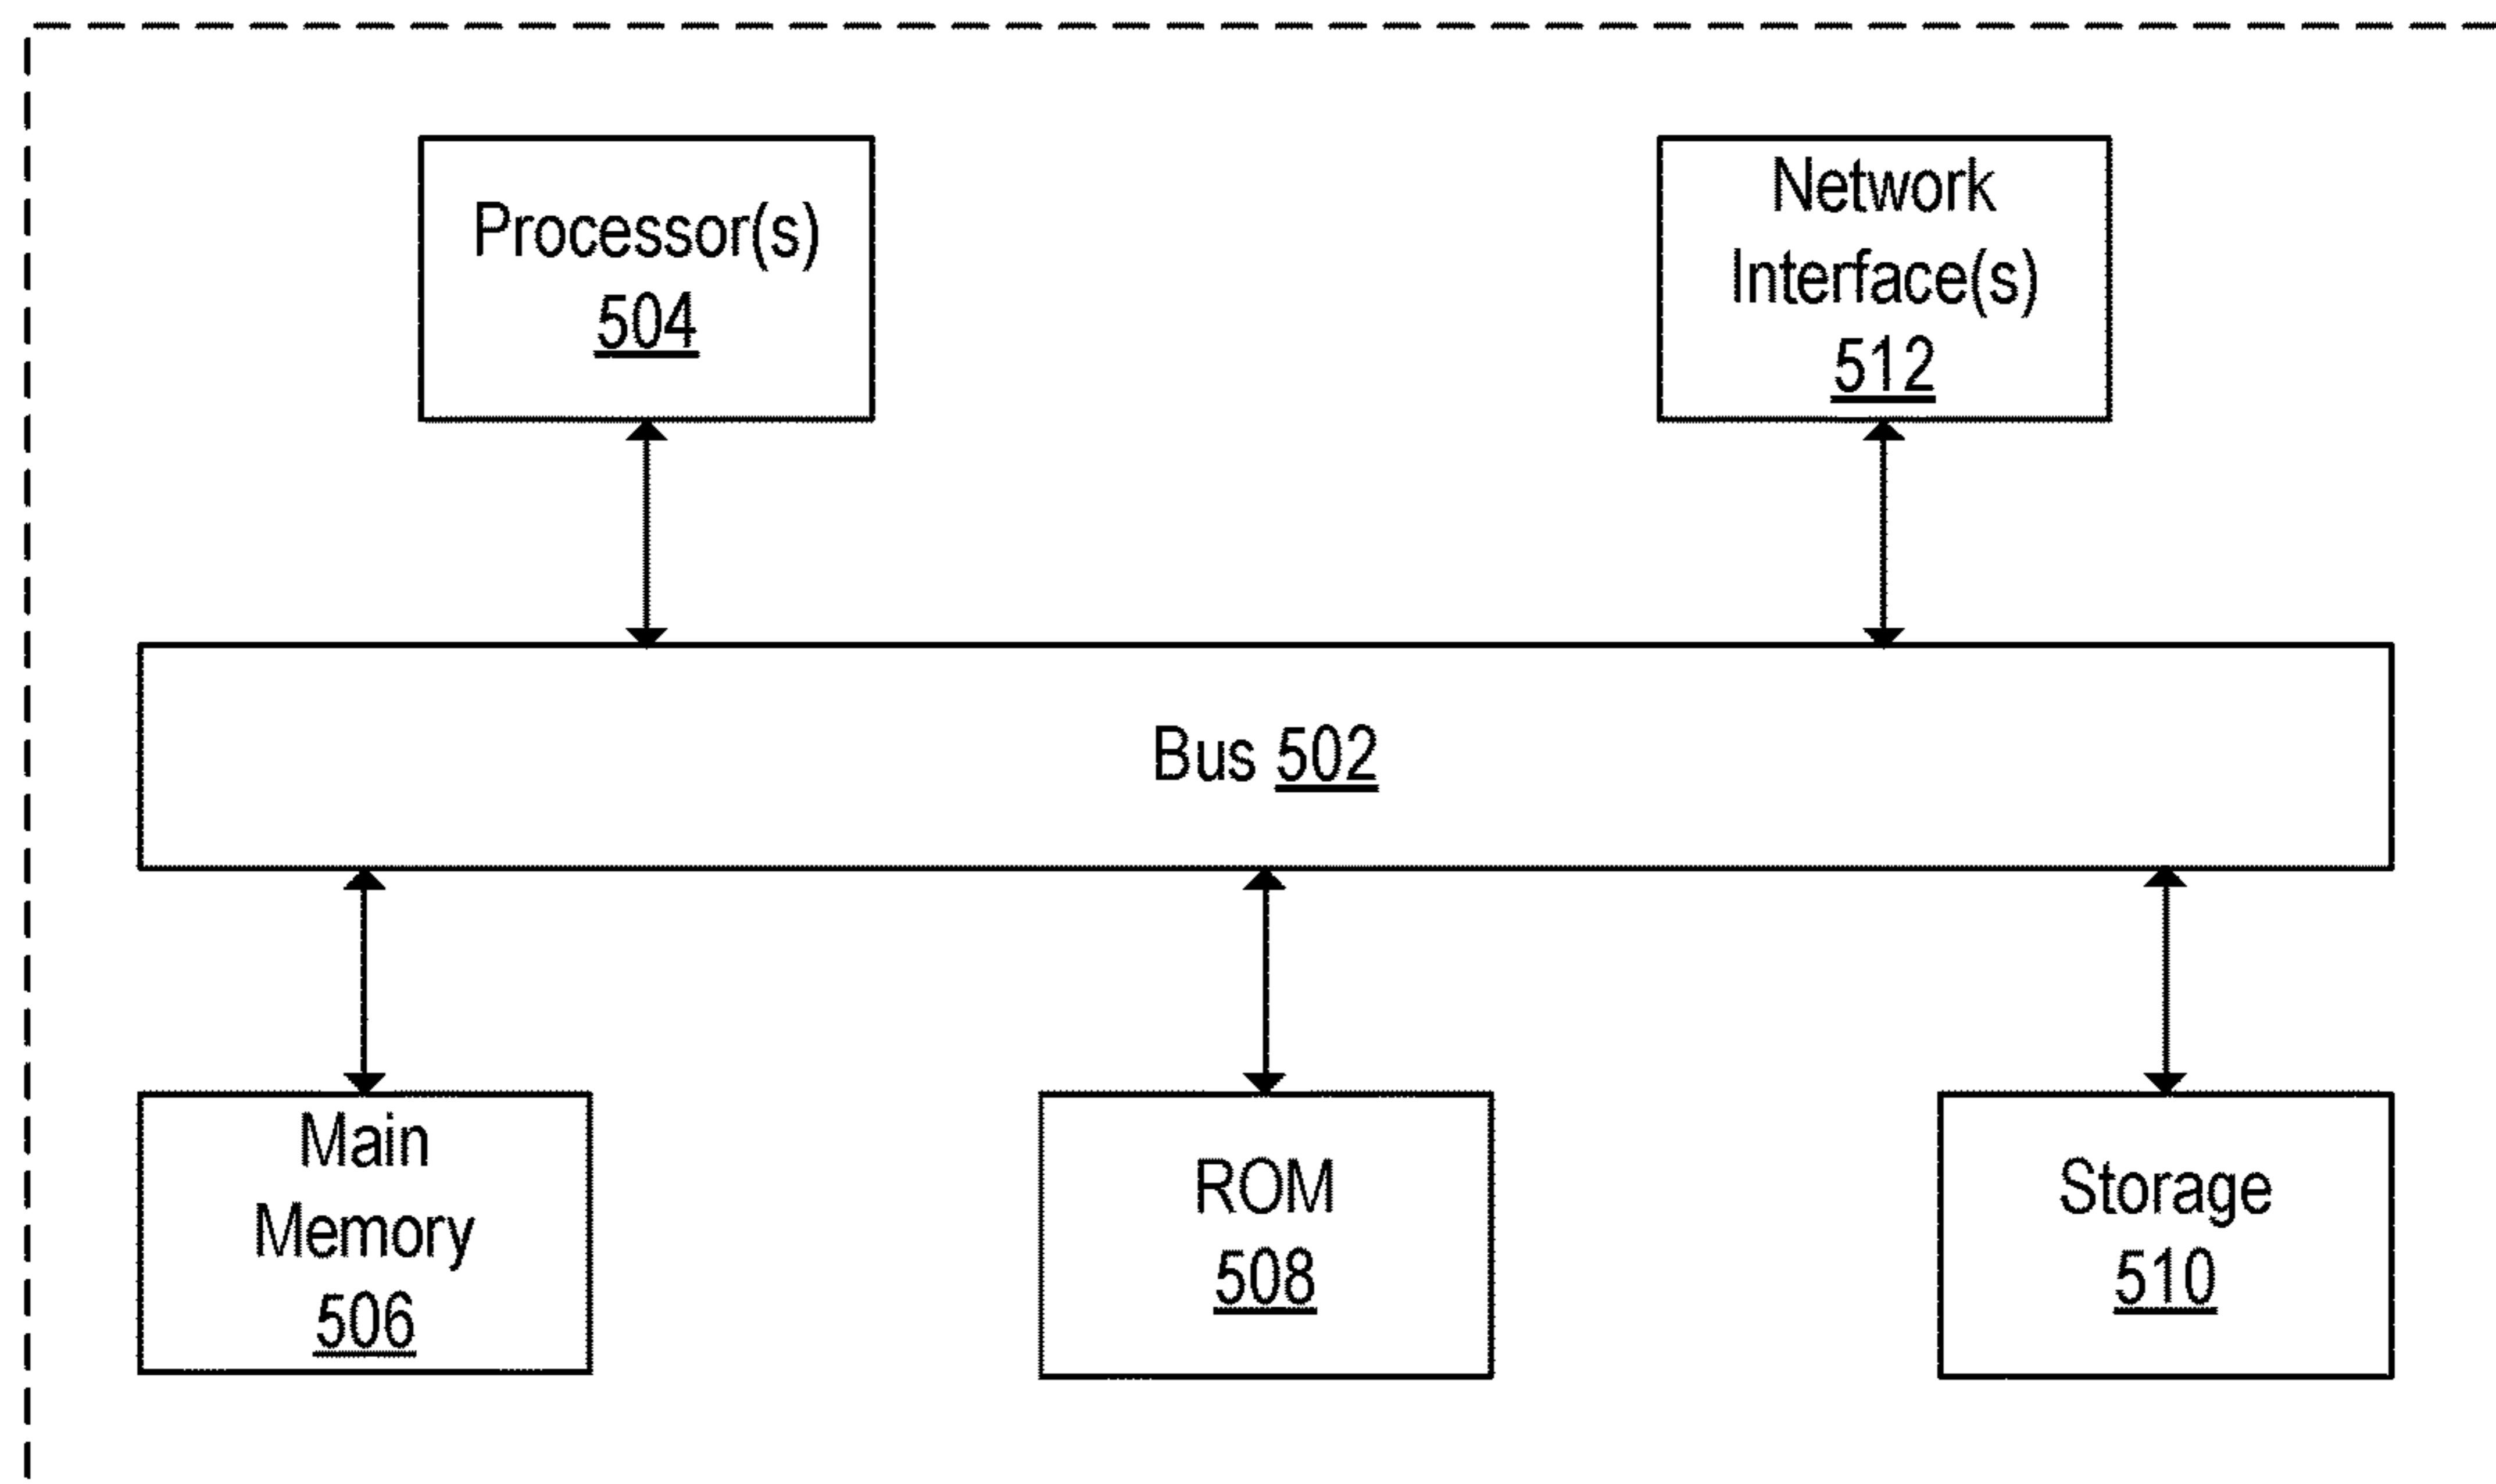 Processor(s)
504
Network
Interface(s)
512
Bus 502
Main
Memory
506
ROM
508
Storage
510